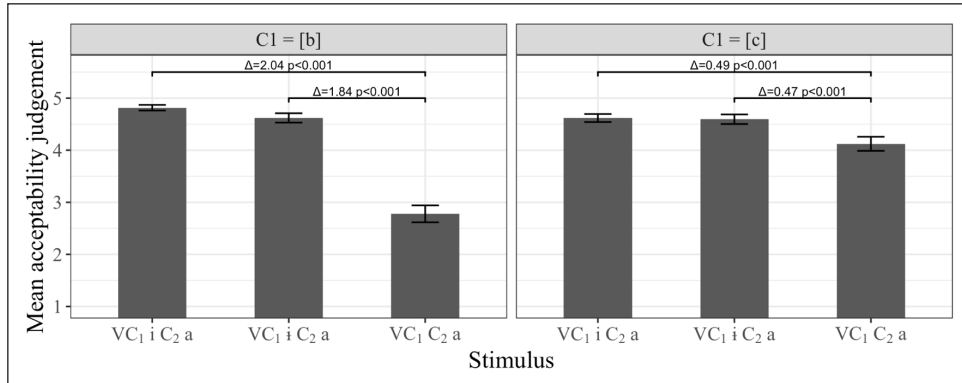 C1 = [b]
C1 = [c]
Mean acceptability judgement
5
4
3
2
1
Δ=2.04 p<0.001
Δ=1.84 p<0.001
Δ=0.49 p<0.001
Δ=0.47 p<0.001
VC₁ i C₂ a
VC₁ ɨ C₂ a
VC₁ C₂ a
VC₁ i C₂ a
VC₁ ɨ C₂ a
VC₁ C₂ a
Stimulus